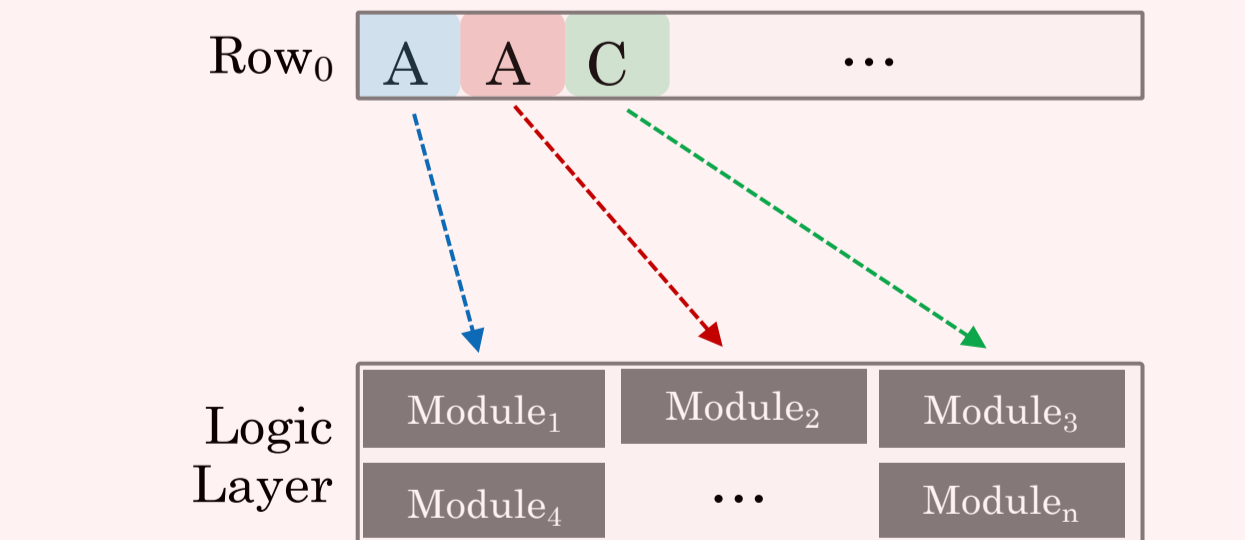 Row₀ A A C ...
Logic
Layer
Module₁ Module₂ Module₃
Module₄ ... Moduleₙ